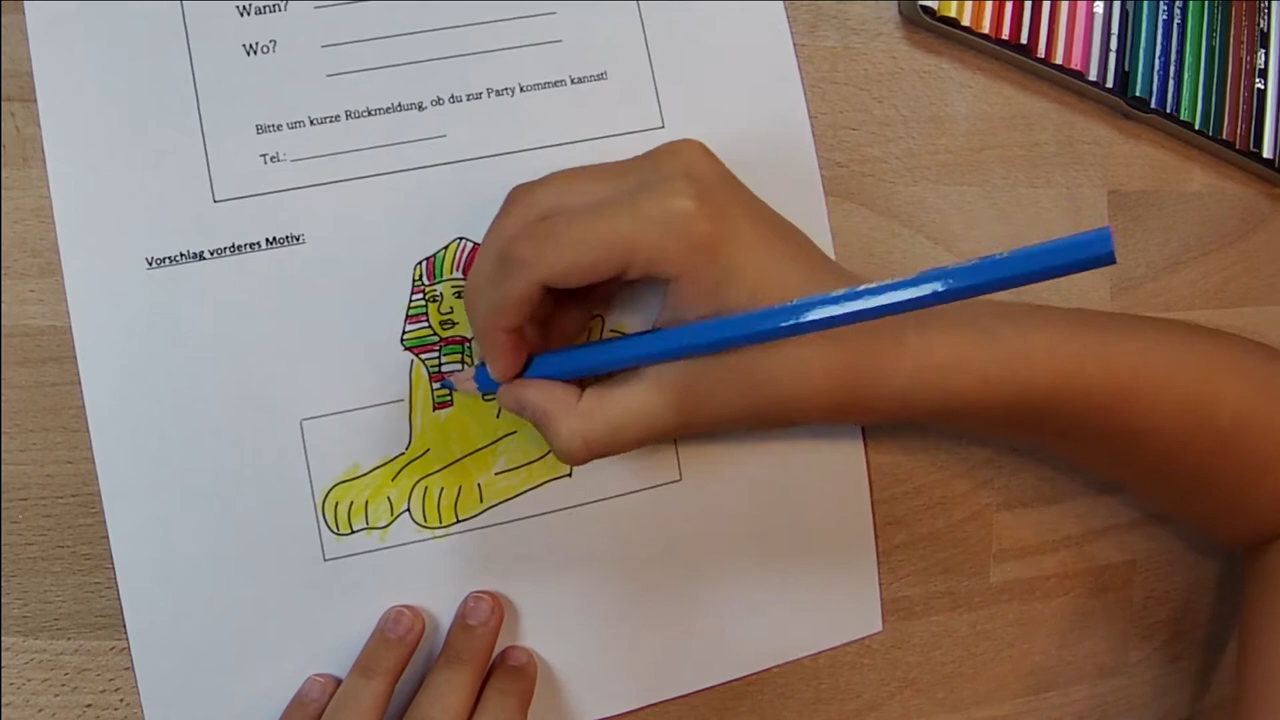 Wann?
Wo?
Bitte um kurze Rückmeldung, ob du zur Party kommen kannst!
Tel.:
Vorschlag vorderes Motiv: